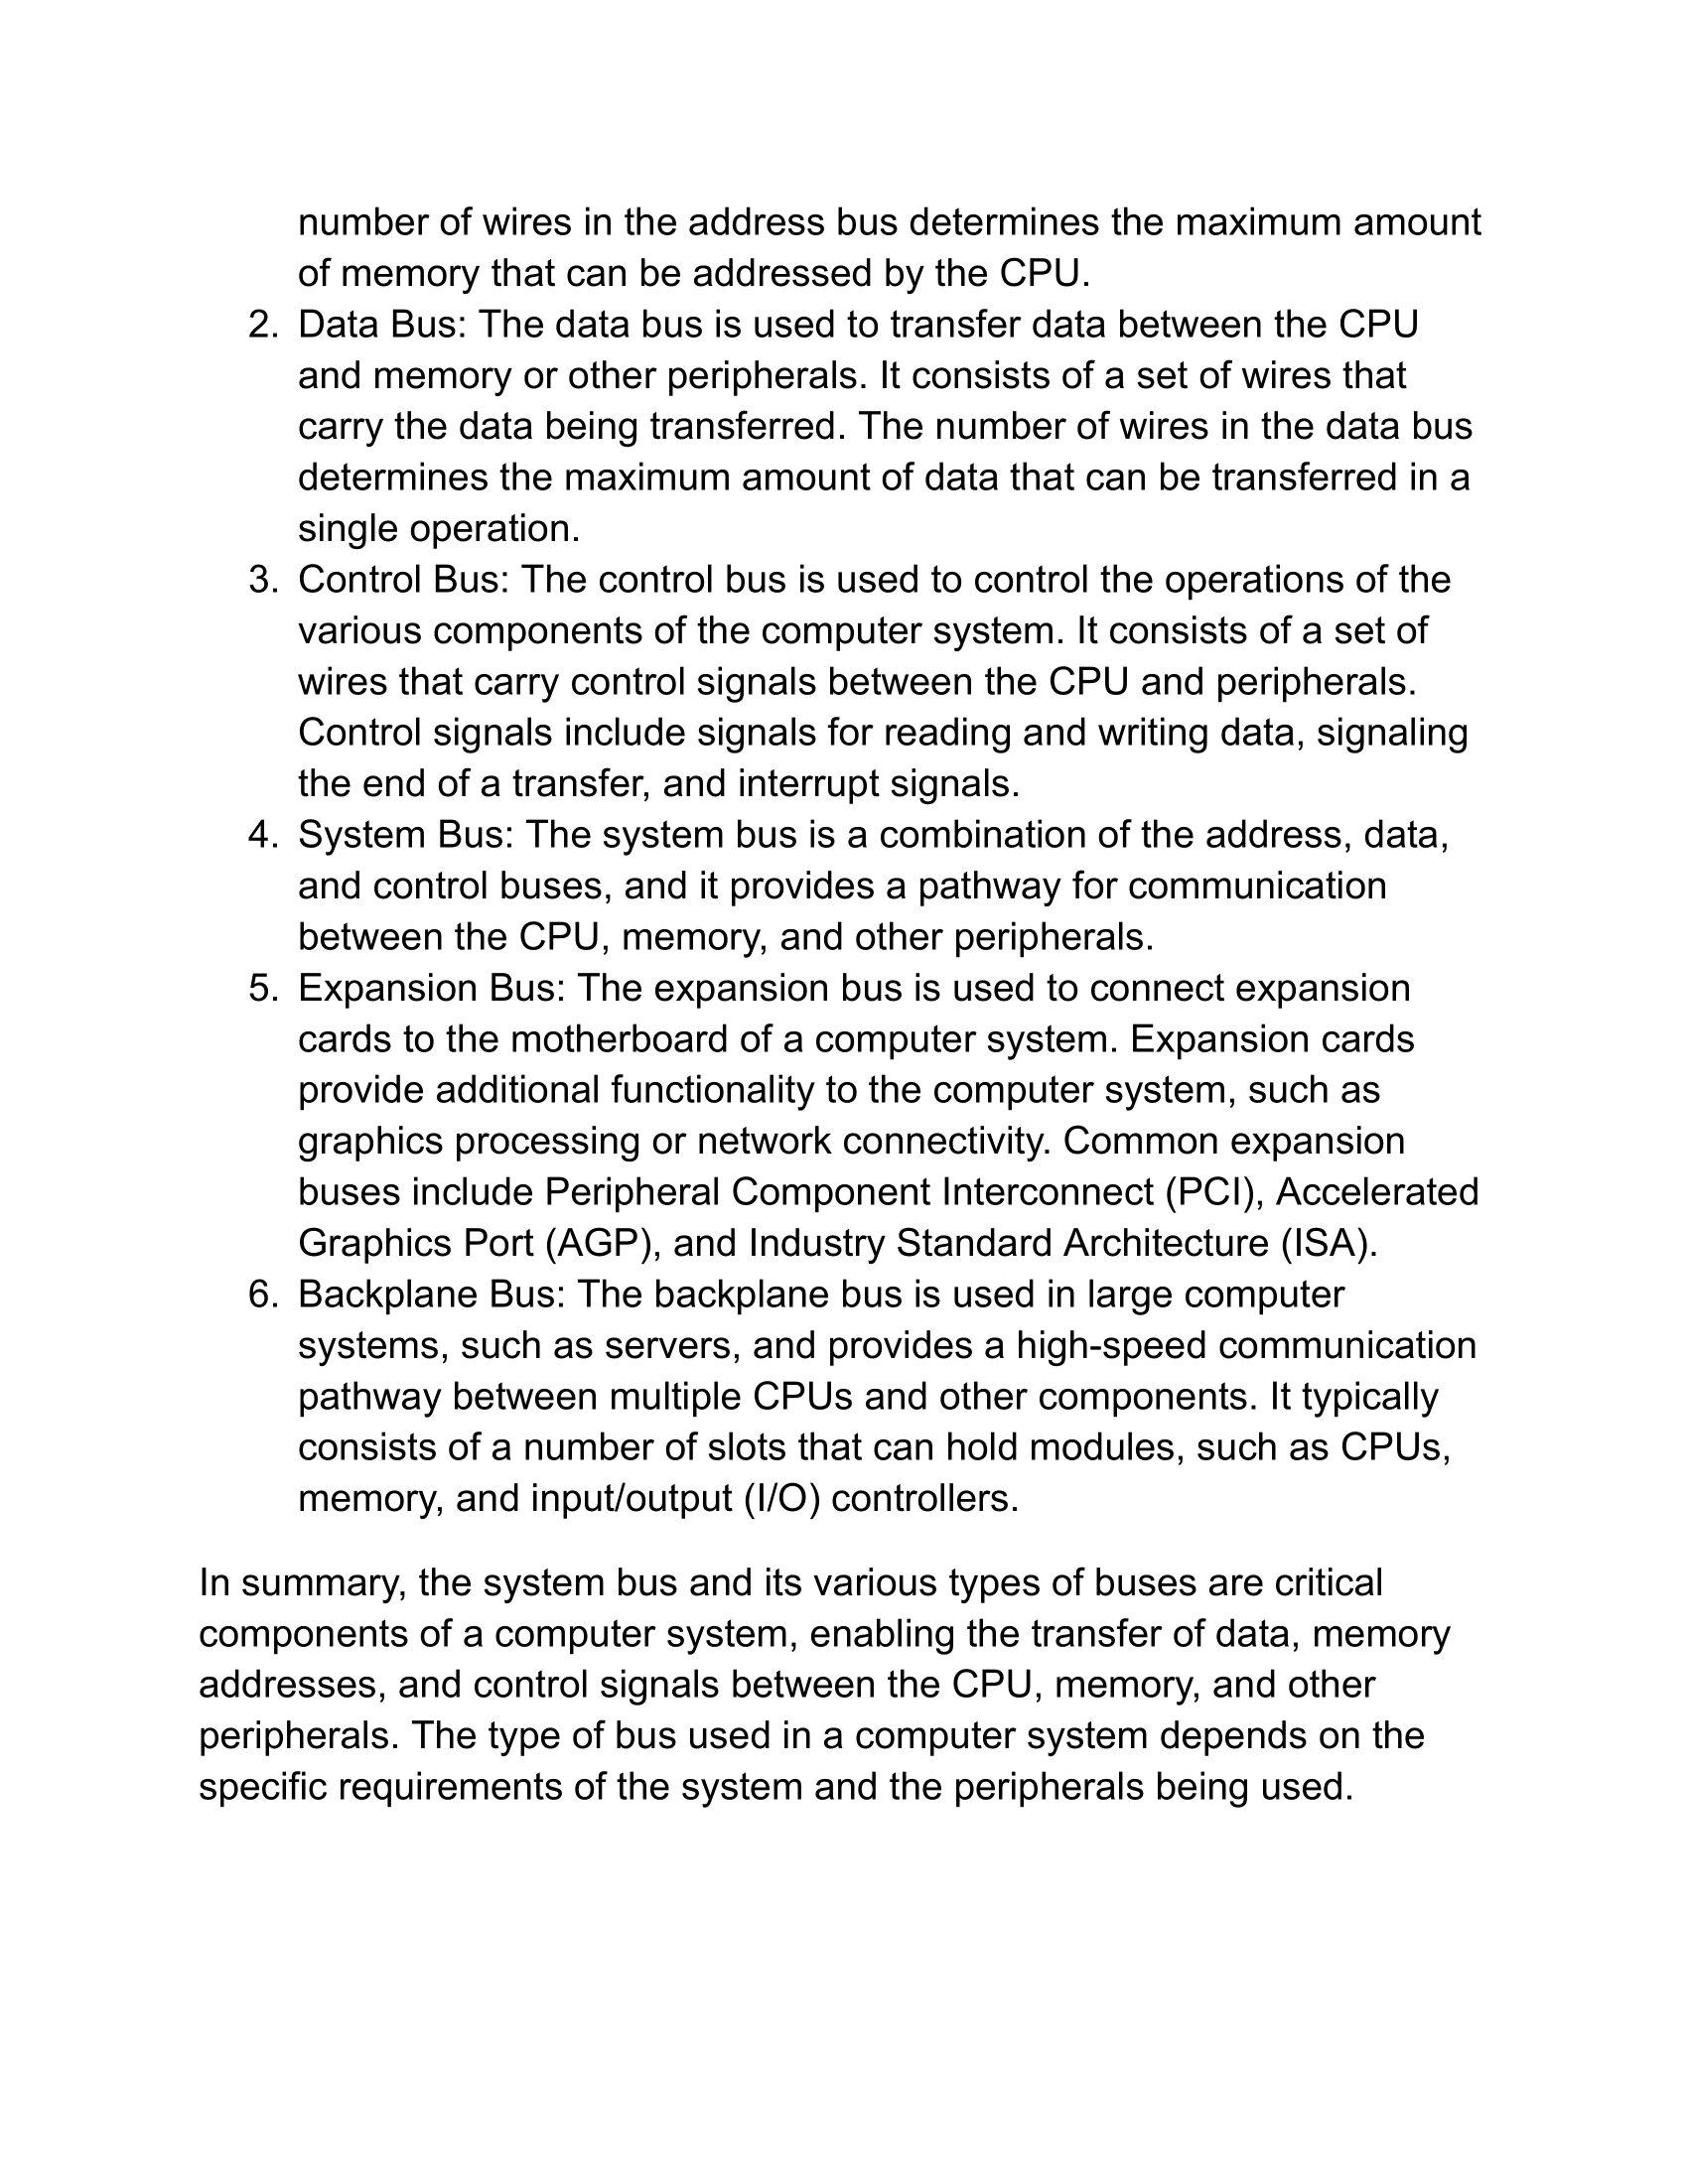 number of wires in the address bus determines the maximum amount
of memory that can be addressed by the CPU.
2. Data Bus: The data bus is used to transfer data between the CPU
and memory or other peripherals. It consists of a set of wires that
carry the data being transferred. The number of wires in the data bus
determines the maximum amount of data that can be transferred in a
single operation.
3. Control Bus: The control bus is used to control the operations of the
various components of the computer system. It consists of a set of
wires that carry control signals between the CPU and peripherals.
Control signals include signals for reading and writing data, signaling
the end of a transfer, and interrupt signals.
4. System Bus: The system bus is a combination of the address, data,
and control buses, and it provides a pathway for communication
between the CPU, memory, and other peripherals.
5. Expansion Bus: The expansion bus is used to connect expansion
cards to the motherboard of a computer system. Expansion cards
provide additional functionality to the computer system, such as
graphics processing or network connectivity. Common expansion
buses include Peripheral Component Interconnect (PCI), Accelerated
Graphics Port (AGP), and Industry Standard Architecture (ISA).
6. Backplane Bus: The backplane bus is used in large computer
systems, such as servers, and provides a high-speed communication
pathway between multiple CPUs and other components. It typically
consists of a number of slots that can hold modules, such as CPUs,
memory, and input/output (I/O) controllers.
In summary, the system bus and its various types of buses are critical
components of a computer system, enabling the transfer of data, memory
addresses, and control signals between the CPU, memory, and other
peripherals. The type of bus used in a computer system depends on the
specific requirements of the system and the peripherals being used.